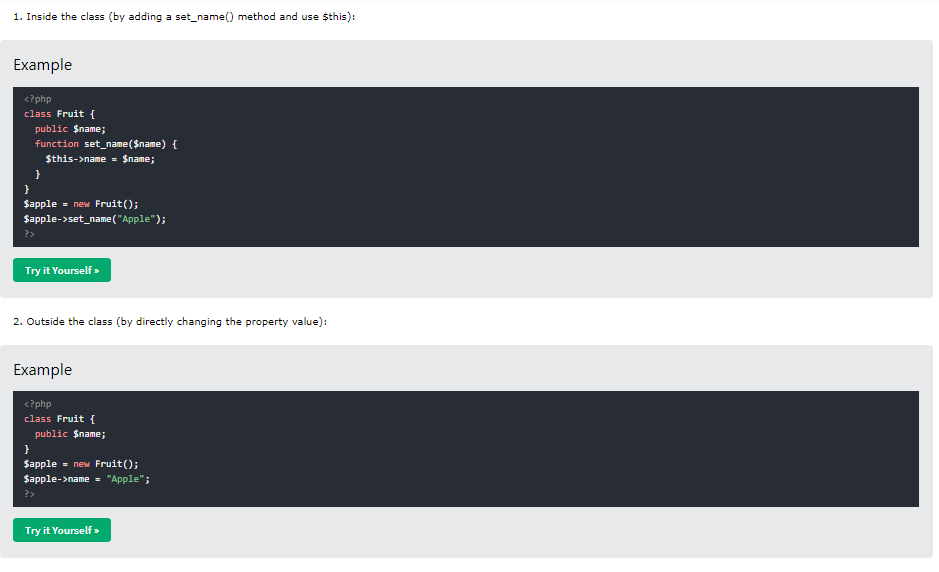 1. Inside the class (by adding a set_name() method and use $this):
Example
<?php
class Fruit {
  public $name;
  function set_name($name) {
    $this->name = $name;
  }
}
$apple = new Fruit();
$apple->set_name("Apple");
?>
Try it Yourself »
2. Outside the class (by directly changing the property value):
Example
<?php
class Fruit {
  public $name;
}
$apple = new Fruit();
$apple->name = "Apple";
?>
Try it Yourself »